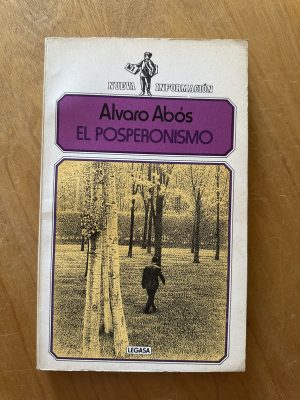 NUEVA INFORMACIÓN
Alvaro Abós
EL POSPERONISMO
LEGASA